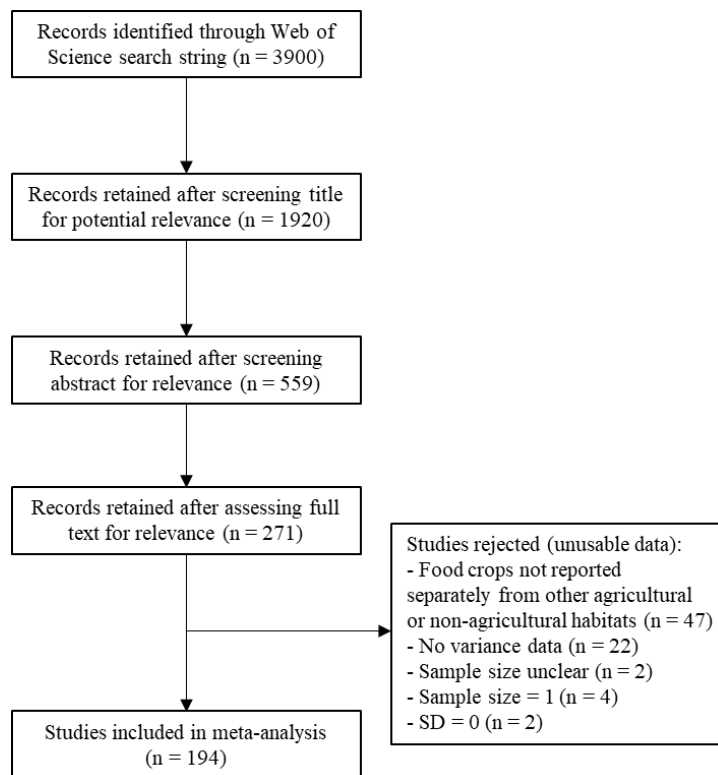 Records identified through Web of
Science search string (n = 3900)
Records retained after screening title
for potential relevance (n = 1920)
Records retained after screening
abstract for relevance (n = 559)
Records retained after assessing full
text for relevance (n = 271)
Studies rejected (unusable data):
- Food crops not reported
separately from other agricultural
or non-agricultural habitats (n = 47)
- No variance data (n = 22)
- Sample size unclear (n = 2)
- Sample size = 1 (n = 4)
- SD = 0 (n = 2)
Studies included in meta-analysis
(n = 194)